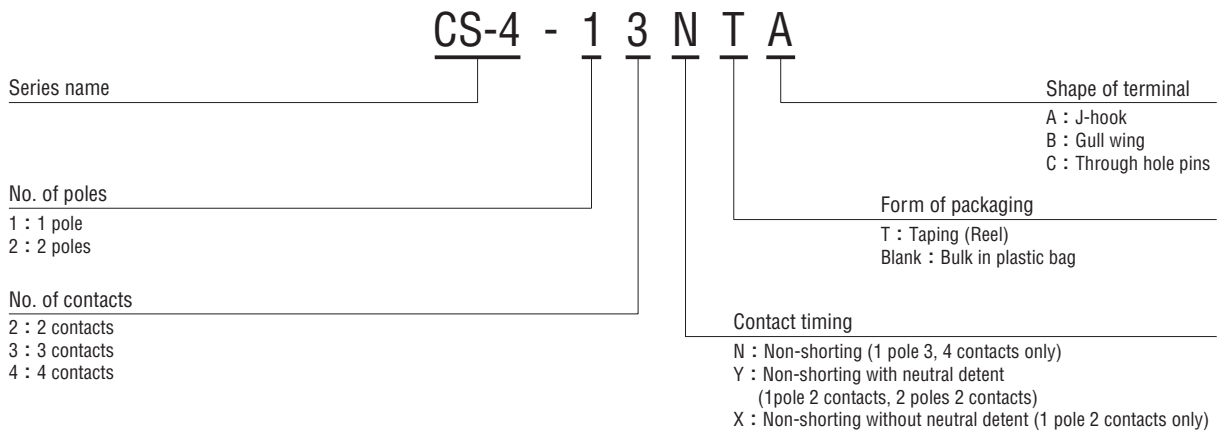 CS-4 - 1 3 N T A
Series name
No. of poles
1：1 pole
2：2 poles
No. of contacts
2：2 contacts
3：3 contacts
4：4 contacts
Shape of terminal
A：J-hook
B：Gull wing
C：Through hole pins
Form of packaging
T：Taping (Reel)
Blank：Bulk in plastic bag
Contact timing
N：Non-shorting (1 pole 3, 4 contacts only)
Y：Non-shorting with neutral detent
(1pole 2 contacts, 2 poles 2 contacts)
X：Non-shorting without neutral detent (1 pole 2 contacts only)